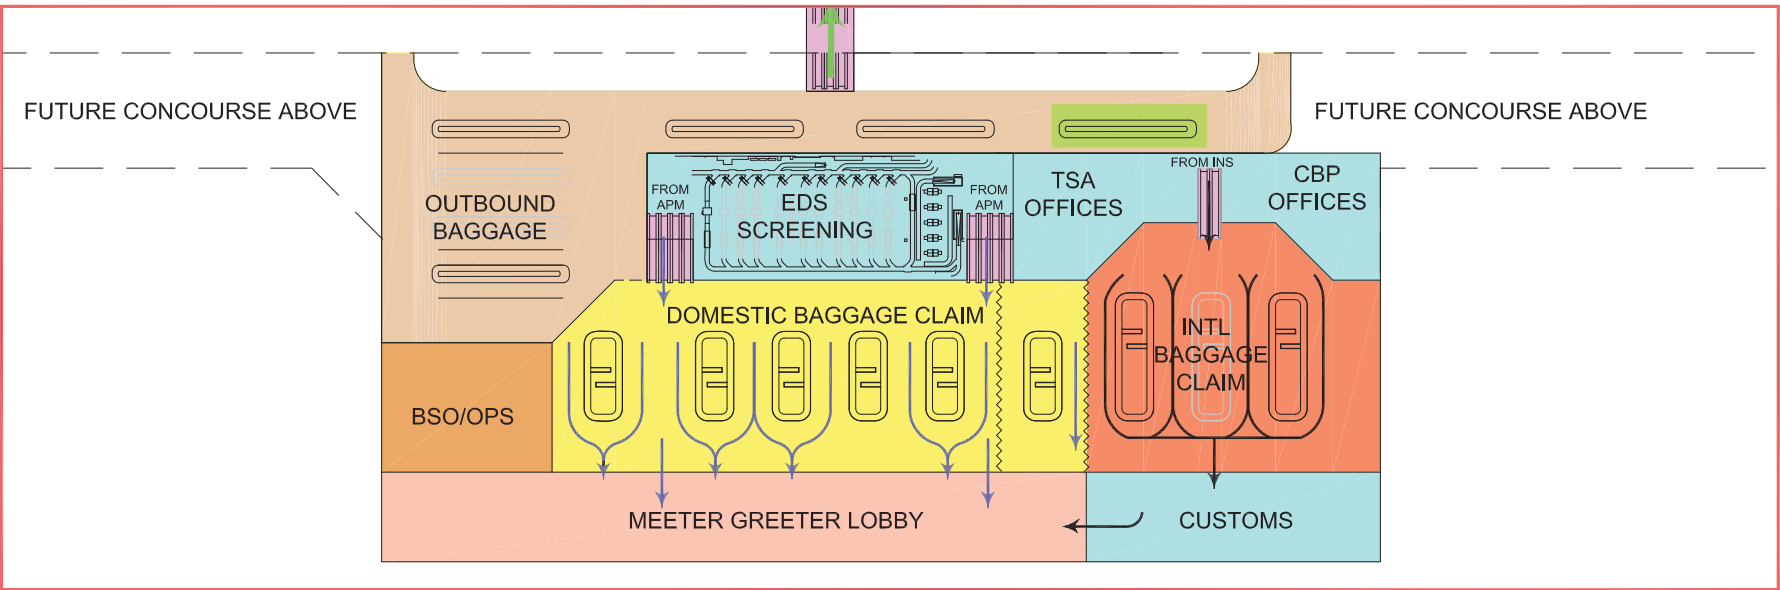 FUTURE CONCOURSE ABOVE
FUTURE CONCOURSE ABOVE
FROM INS
FROM
APM
FROM
APM
TSA
OFFICES
CBP
OFFICES
OUTBOUND
BAGGAGE
EDS
SCREENING
DOMESTIC BAGGAGE CLAIM
INTL
BAGGAGE
CLAIM
BSO/OPS
MEETER GREETER LOBBY
CUSTOMS